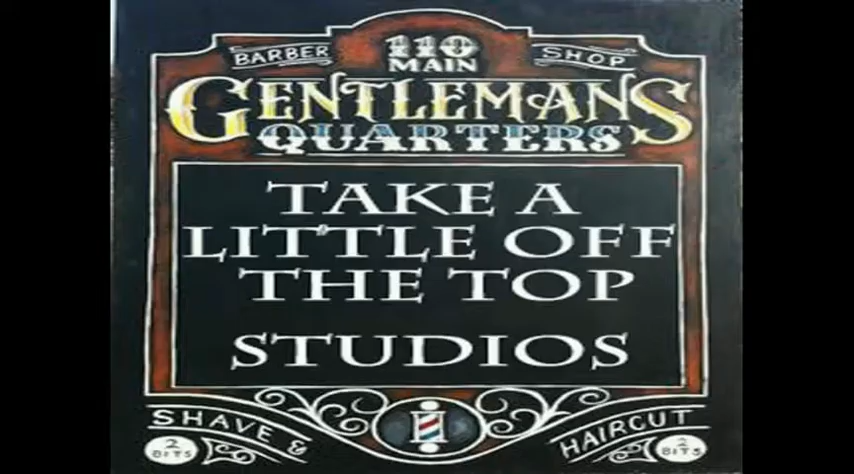 110
MAIN
BARBER SHOP
GENTLEMANS
QUARTERS
TAKE A
LITTLE OFF
THE TOP
STUDIOS
SHAVE & HAIRCUT
2 BITS
2 BITS